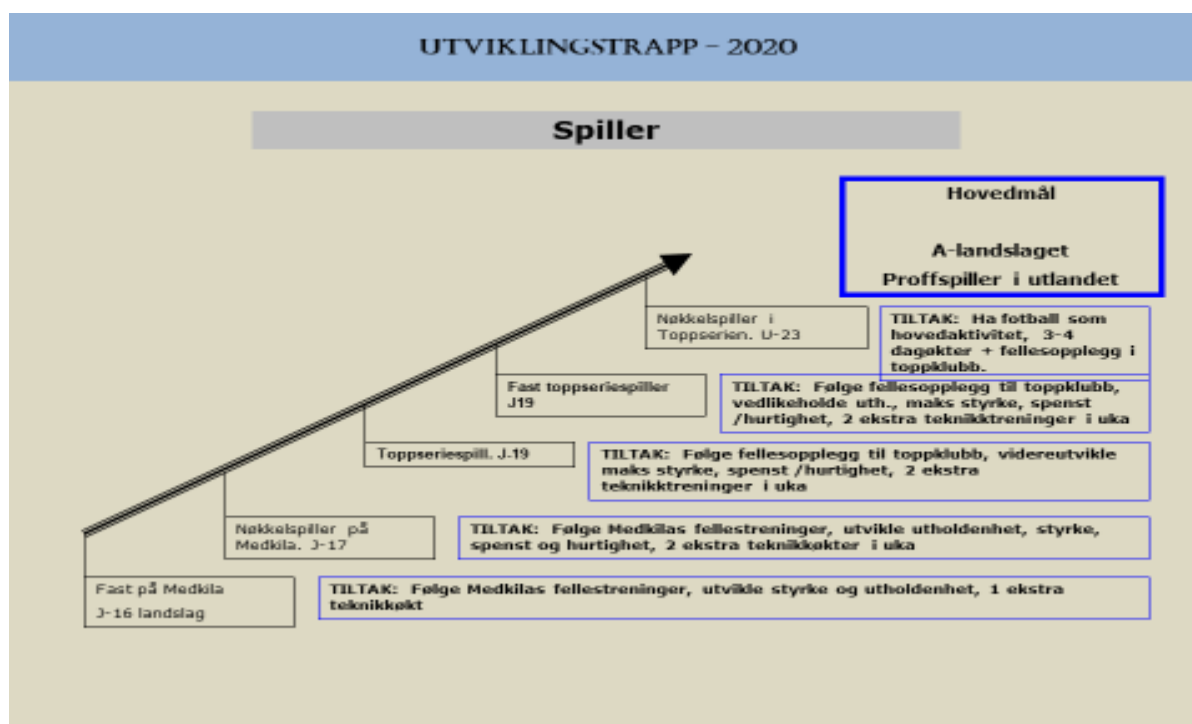 UTVIKLINGSTRAPP – 2020
Spiller
Hovedmål
A-landslaget
Proffspiller i utlandet
Nøkkelspiller i
Toppserien. U-23
TILTAK: Ha fotball som
hovedaktivitet, 3-4
dagøkter + fellesopplegg i
toppklubb.
Fast toppseriespiller
J19
TILTAK: Følge fellesopplegg til toppklubb,
vedlikeholde uth., maks styrke, spenst
/hurtighet, 2 ekstra teknikktreninger i uka
Toppseriespill. J-19
TILTAK: Følge fellesopplegg til toppklubb, videreutvikle
maks styrke, spenst /hurtighet, 2 ekstra
teknikktreninger i uka
Nøkkelspiller på
Medkila. J-17
TILTAK: Følge Medkilas fellestreninger, utvikle utholdenhet, styrke,
spenst og hurtighet, 2 ekstra teknikkøkter i uka
Fast på Medkila
J-16 landslag
TILTAK: Følge Medkilas fellestreninger, utvikle styrke og utholdenhet, 1 ekstra
teknikkøkt